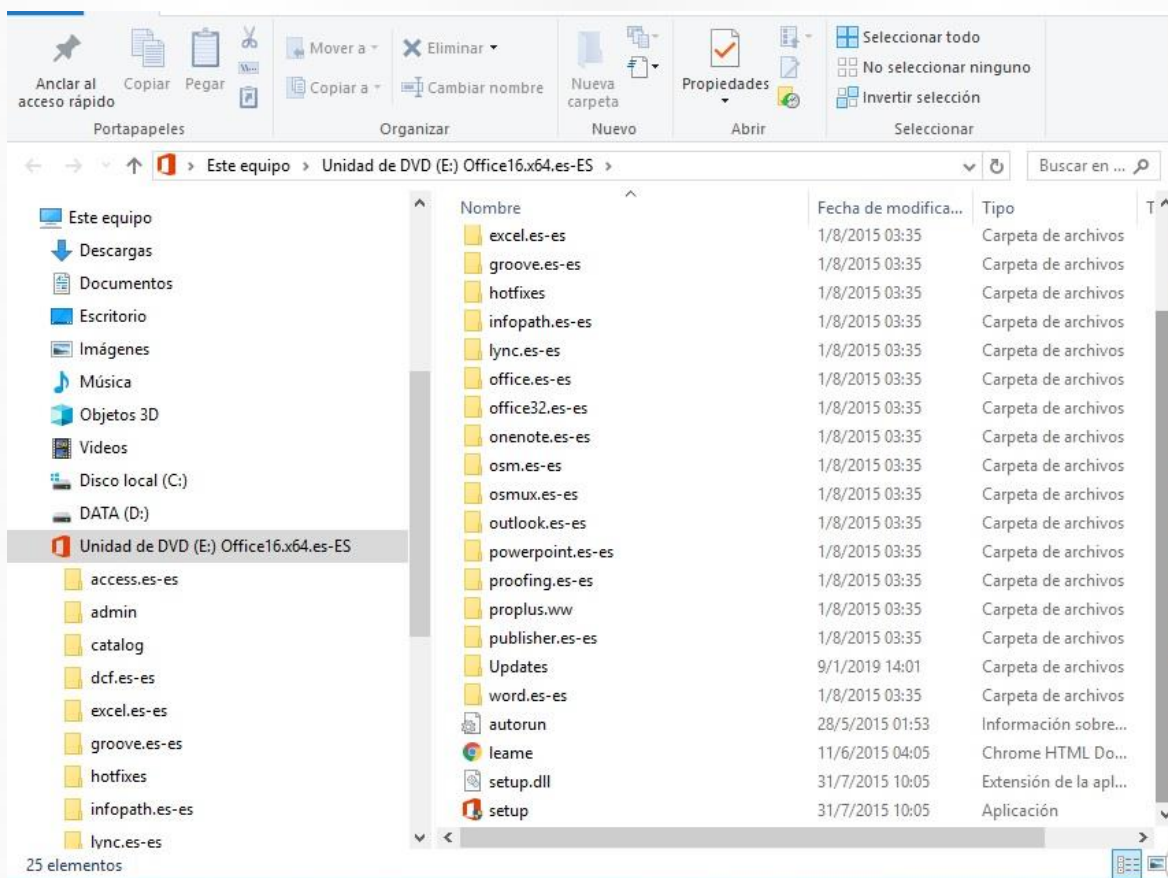 Anclar al acceso rápido
Copiar
Pegar
Mover a
Copiar a
Eliminar
Cambiar nombre
Nueva carpeta
Propiedades
Seleccionar todo
No seleccionar ninguno
Invertir selección
Portapapeles
Organizar
Nuevo
Abrir
Seleccionar
Este equipo > Unidad de DVD (E:) Office16.x64.es-ES >
Buscar en ...
Este equipo
Descargas
Documentos
Escritorio
Imágenes
Música
Objetos 3D
Videos
Disco local (C:)
DATA (D:)
Unidad de DVD (E:) Office16.x64.es-ES
access.es-es
admin
catalog
dcf.es-es
excel.es-es
groove.es-es
hotfixes
infopath.es-es
lync.es-es
Nombre Fecha de modifica... Tipo T
excel.es-es 1/8/2015 03:35 Carpeta de archivos
groove.es-es 1/8/2015 03:35 Carpeta de archivos
hotfixes 1/8/2015 03:35 Carpeta de archivos
infopath.es-es 1/8/2015 03:35 Carpeta de archivos
lync.es-es 1/8/2015 03:35 Carpeta de archivos
office.es-es 1/8/2015 03:35 Carpeta de archivos
office32.es-es 1/8/2015 03:35 Carpeta de archivos
onenote.es-es 1/8/2015 03:35 Carpeta de archivos
osm.es-es 1/8/2015 03:35 Carpeta de archivos
osmux.es-es 1/8/2015 03:35 Carpeta de archivos
outlook.es-es 1/8/2015 03:35 Carpeta de archivos
powerpoint.es-es 1/8/2015 03:35 Carpeta de archivos
proofing.es-es 1/8/2015 03:35 Carpeta de archivos
proplus.ww 1/8/2015 03:35 Carpeta de archivos
publisher.es-es 1/8/2015 03:35 Carpeta de archivos
Updates 9/1/2019 14:01 Carpeta de archivos
word.es-es 1/8/2015 03:35 Carpeta de archivos
autorun 28/5/2015 01:53 Información sobre...
leame 11/6/2015 04:05 Chrome HTML Do...
setup.dll 31/7/2015 10:05 Extensión de la apl...
setup 31/7/2015 10:05 Aplicación
25 elementos